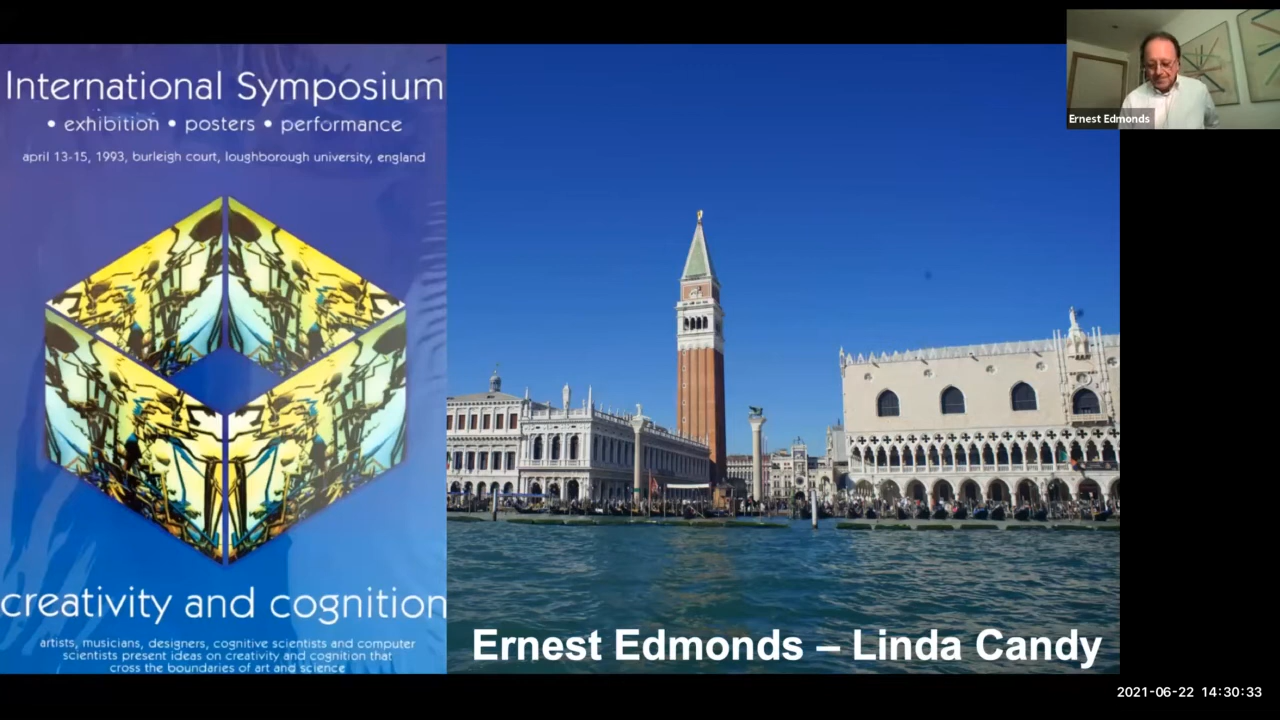 International Symposium
• exhibition • posters • performance
april 13-15, 1993, burleigh court, loughborough university, england
creativity and cognition
artists, musicians, designers, cognitive scientists and computer
scientists present ideas on creativity and cognition that
cross the boundaries of art and science
Ernest Edmonds – Linda Candy
Ernest Edmonds
2021-06-22 14:30:33